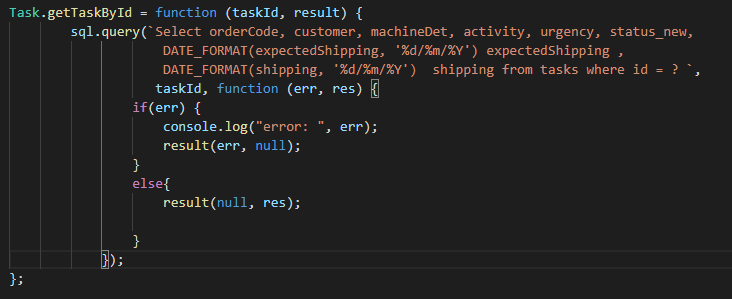 Task.getTaskById = function (taskId, result) {
        sql.query(`Select orderCode, customer, machineDet, activity, urgency, status_new,
                    DATE_FORMAT(expectedShipping, '%d/%m/%Y') expectedShipping ,
                    DATE_FORMAT(shipping, '%d/%m/%Y')  shipping from tasks where id = ? `,
                   taskId, function (err, res) {
                if(err) {
                    console.log("error: ", err);
                    result(err, null);
                }
                else{
                    result(null, res);

                }
            });
};